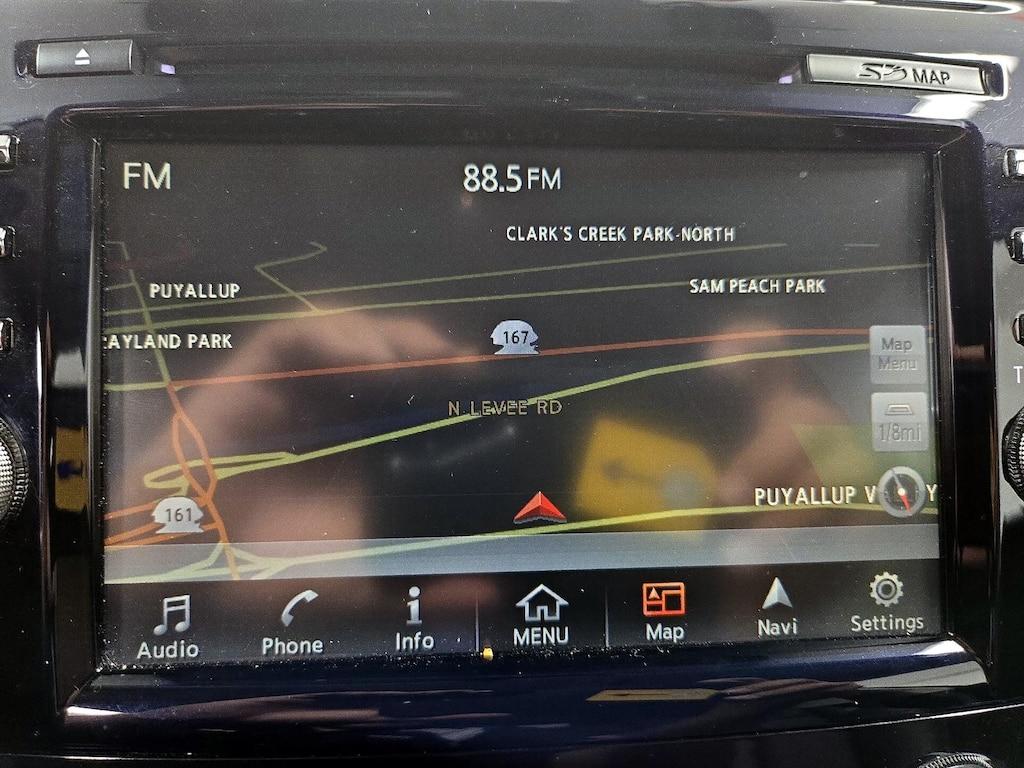 SD MAP
FM
88.5 FM
CLARK'S CREEK PARK-NORTH
PUYALLUP
SAM PEACH PARK
AYLAND PARK
167
Map
Menu
N LEVEE RD
1/8mi
PUYALLUP V Y
161
Audio
Phone
Info
MENU
Map
Navi
Settings
T